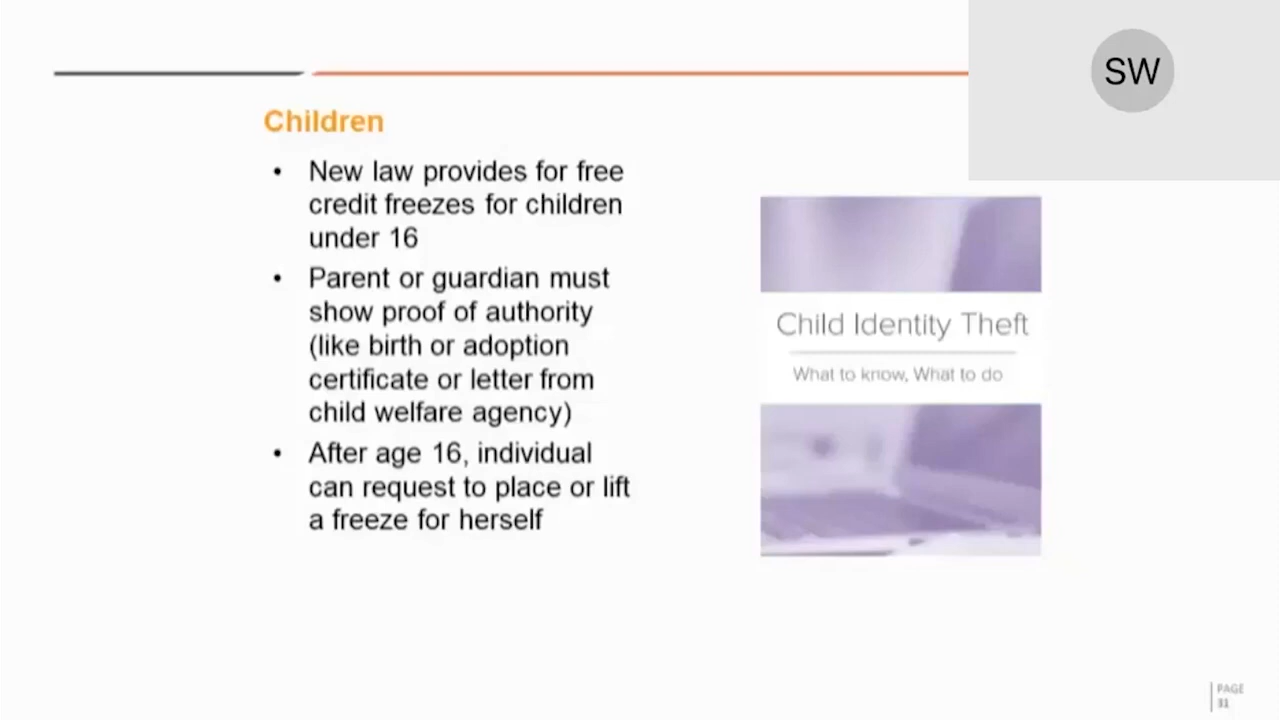 SW
Children
• New law provides for free
credit freezes for children
under 16
• Parent or guardian must
show proof of authority
(like birth or adoption
certificate or letter from
child welfare agency)
• After age 16, individual
can request to place or lift
a freeze for herself
Child Identity Theft
What to know, What to do
PAGE
31